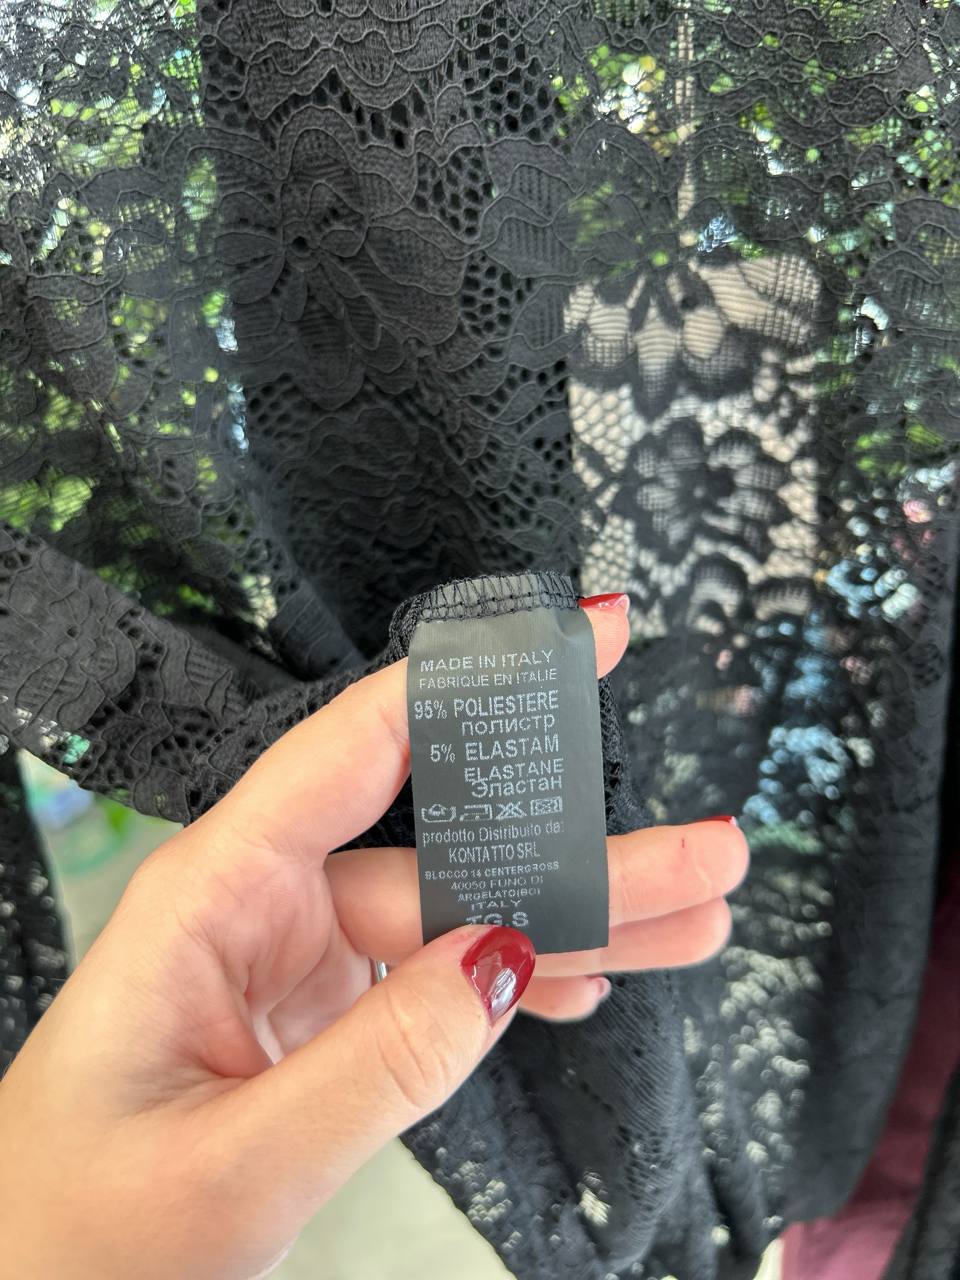 MADE IN ITALY
FABRIQUE EN ITALIE
95% POLIESTERE
полистр
5% ELASTAM
ELASTANE
Эластан
prodotto Distribuito da:
KONTATTO SRL
BLOCCO 14 CENTERGROSS
40050 FUNO DI
ARGELATO(BO)
ITALY
TG.S